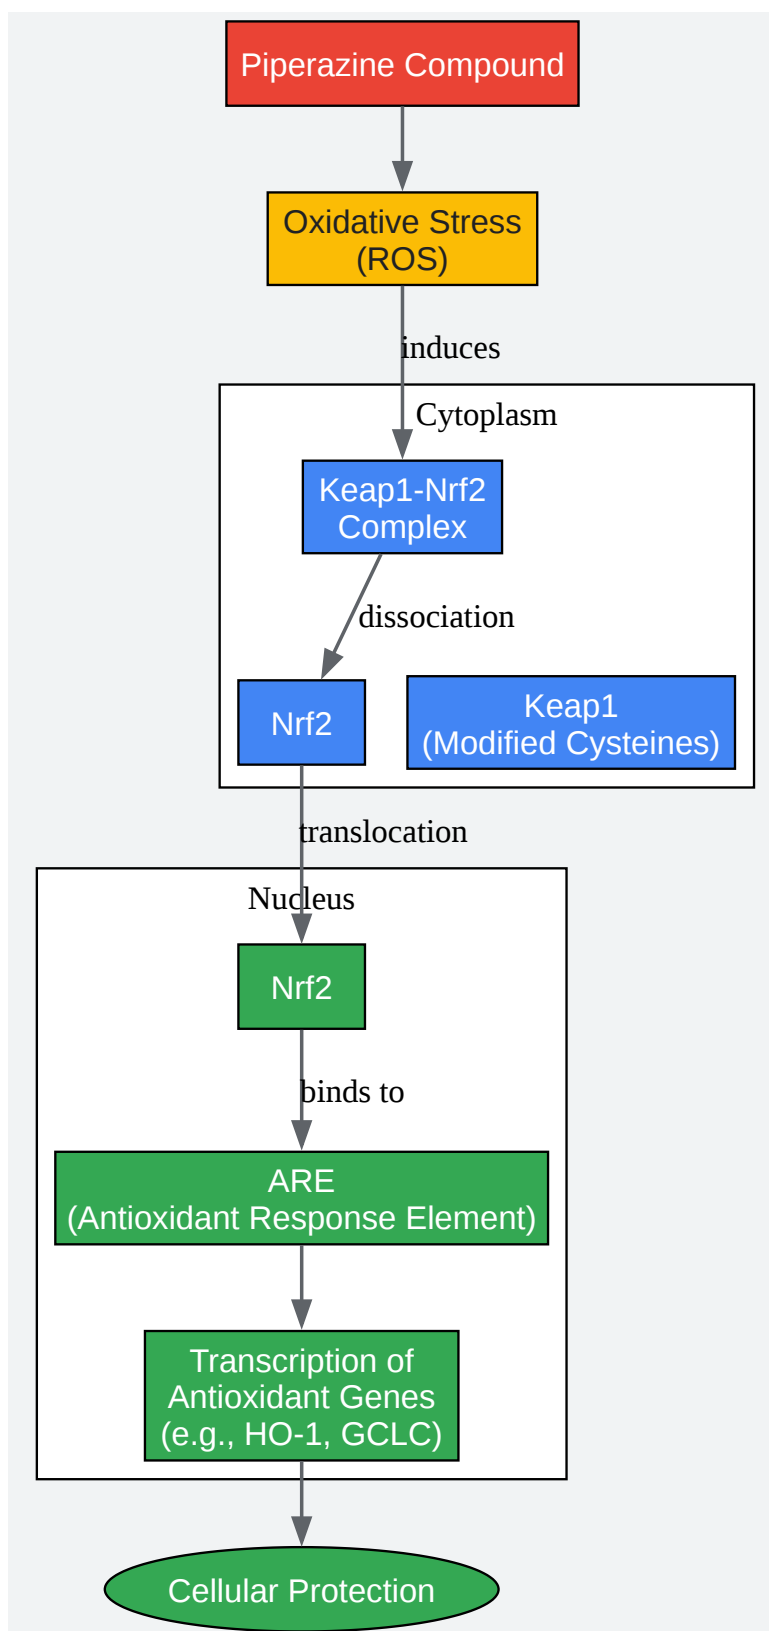 Piperazine Compound
Oxidative Stress
(ROS)
induces
Cytoplasm
Keap1-Nrf2
Complex
dissociation
Nrf2
Keap1
(Modified Cysteines)
translocation
Nucleus
Nrf2
binds to
ARE
(Antioxidant Response Element)
Transcription of
Antioxidant Genes
(e.g., HO-1, GCLC)
Cellular Protection